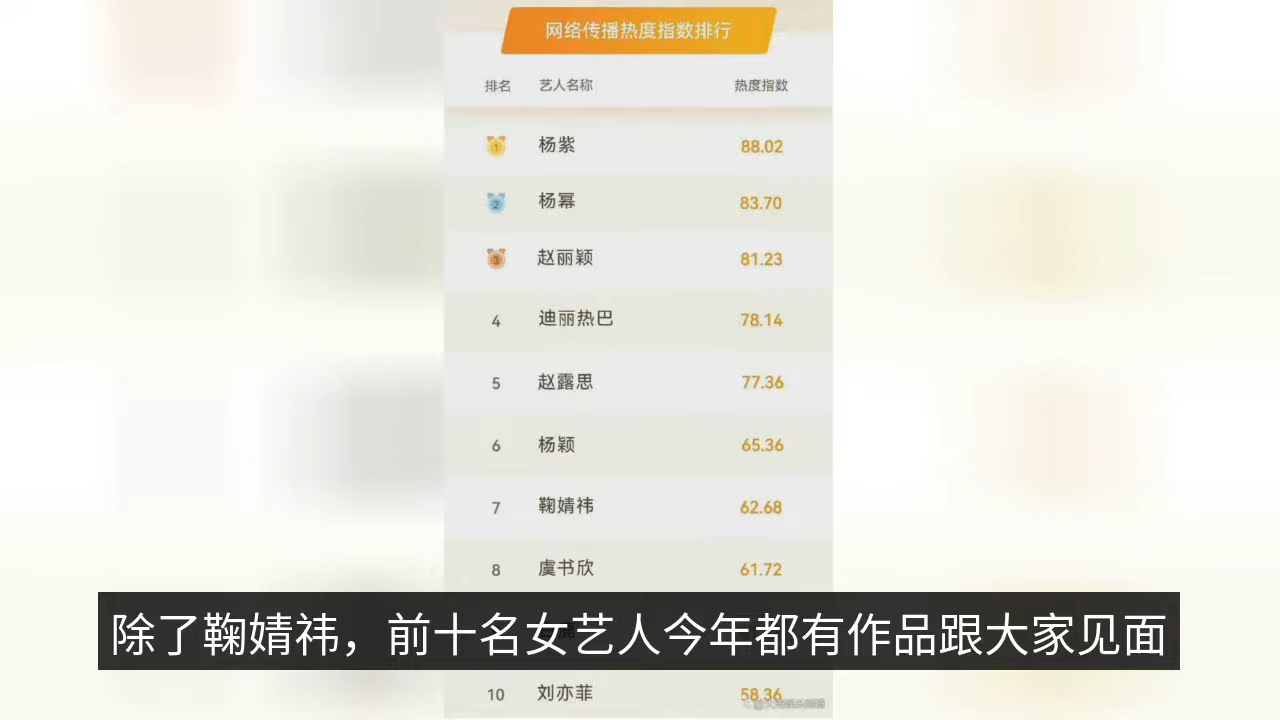 网络传播热度指数排行
排名 艺人名称 热度指数
1 杨紫 88.02
2 杨幂 83.70
3 赵丽颖 81.23
4 迪丽热巴 78.14
5 赵露思 77.36
6 杨颖 65.36
7 鞠婧祎 62.68
8 虞书欣 61.72
除了鞠婧祎，前十名女艺人今年都有作品跟大家见面
10 刘亦菲 58.36